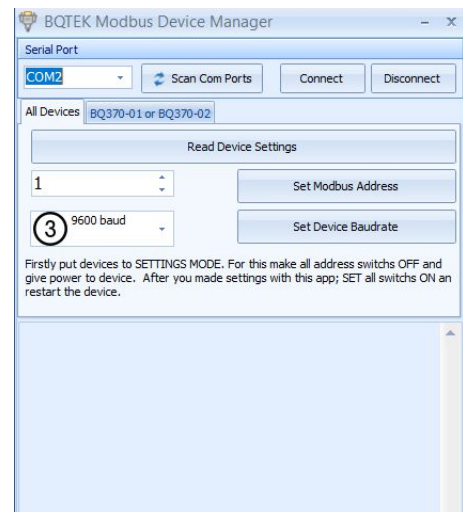 BQTEK Modbus Device Manager
Serial Port
COM2 Scan Com Ports Connect Disconnect
All Devices BQ370-01 or BQ370-02
Read Device Settings
1 Set Modbus Address
3 9600 baud Set Device Baudrate
Firstly put devices to SETTINGS MODE. For this make all address switchs OFF and
give power to device. After you made settings with this app; SET all switchs ON an
restart the device.